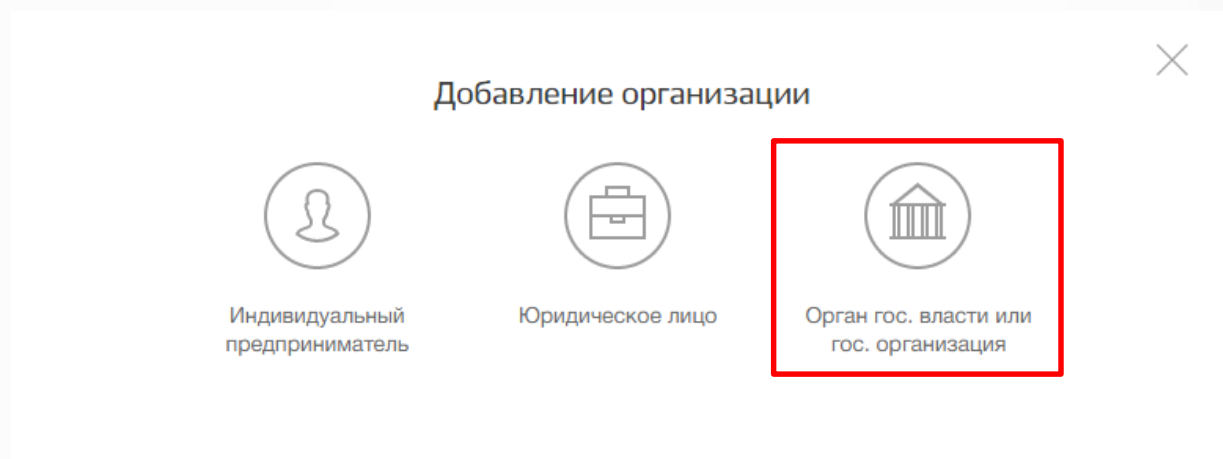 Добавление организации
Индивидуальный
предприниматель
Юридическое лицо
Орган гос. власти или
гос. организация